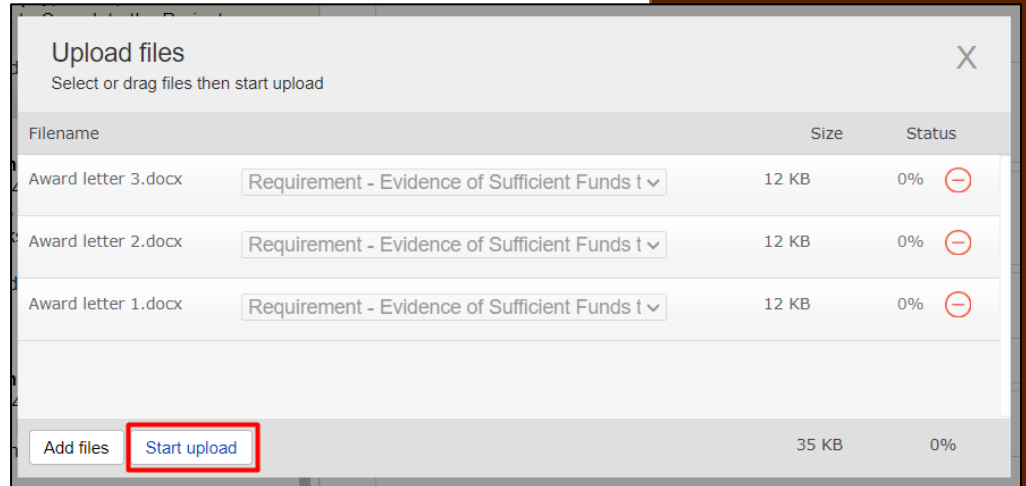 Upload files
X
Select or drag files then start upload
Filename Size Status
Award letter 3.docx Requirement - Evidence of Sufficient Funds t 12 KB 0%
Award letter 2.docx Requirement - Evidence of Sufficient Funds t 12 KB 0%
Award letter 1.docx Requirement - Evidence of Sufficient Funds t 12 KB 0%
Add files Start upload 35 KB 0%